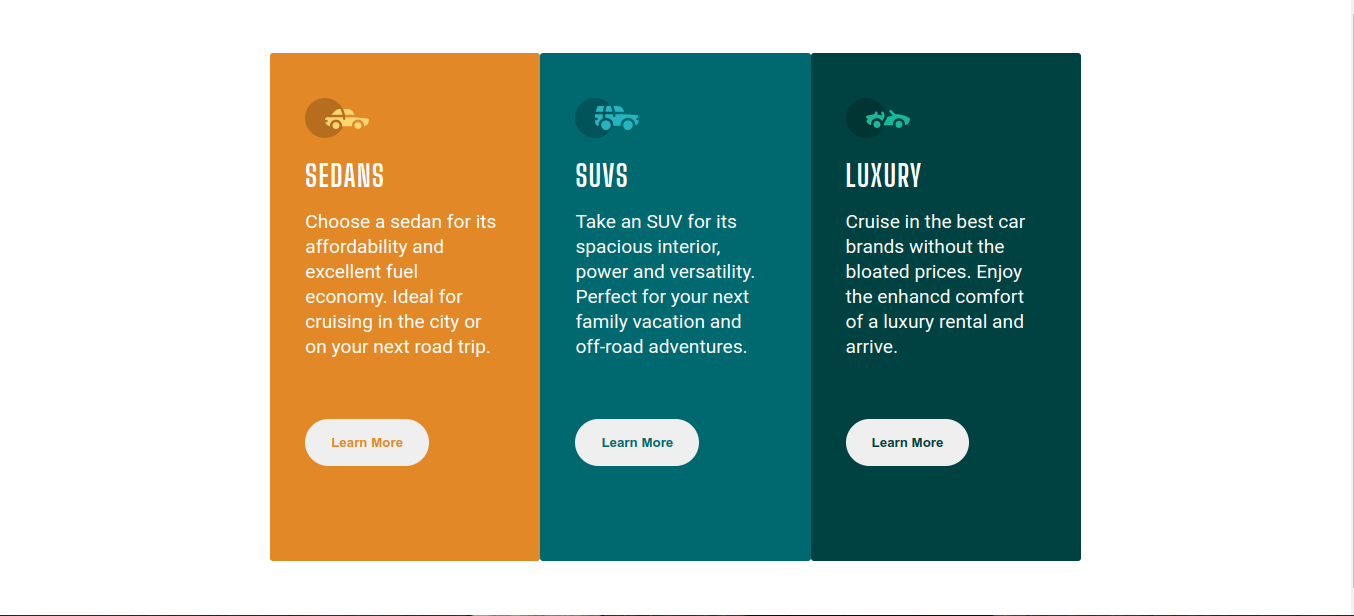 SEDANS
Choose a sedan for its
affordability and
excellent fuel
economy. Ideal for
cruising in the city or
on your next road trip.
Learn More
SUVS
Take an SUV for its
spacious interior,
power and versatility.
Perfect for your next
family vacation and
off-road adventures.
Learn More
LUXURY
Cruise in the best car
brands without the
bloated prices. Enjoy
the enhancd comfort
of a luxury rental and
arrive.
Learn More